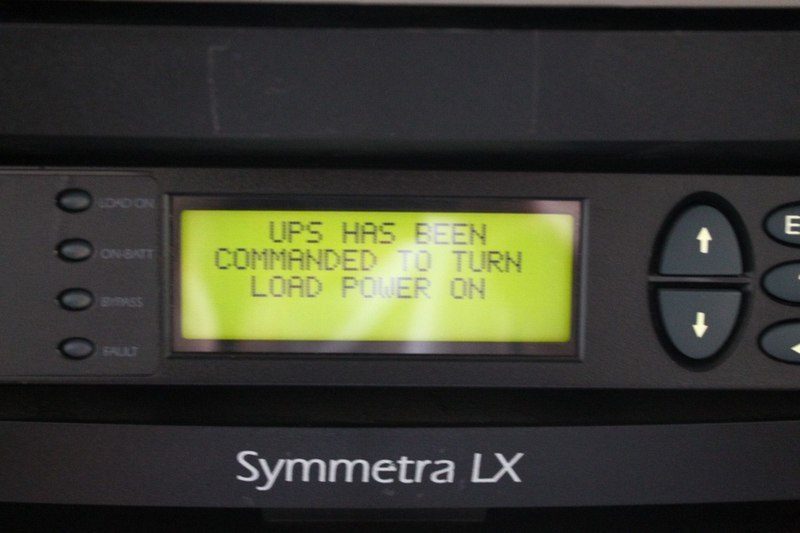 LOAD ON
ON-BATT
BYPASS
FAULT
UPS HAS BEEN
COMMANDED TO TURN
LOAD POWER ON
Symmetra LX